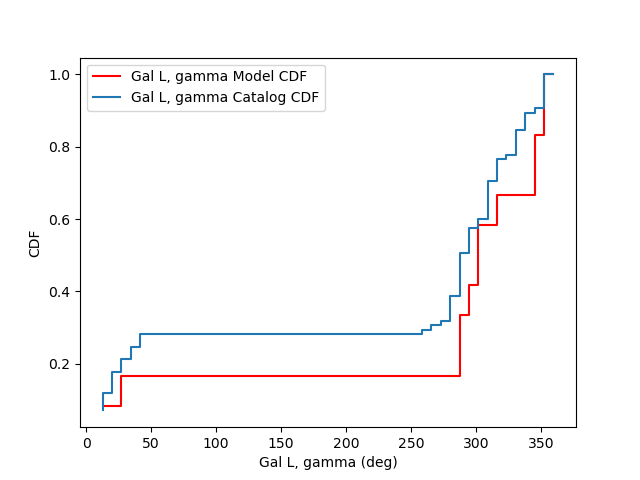 Gal L, gamma Model CDF
Gal L, gamma Catalog CDF
1.0
0.8
0.6
0.4
0.2
CDF
0 50 100 150 200 250 300 350
Gal L, gamma (deg)